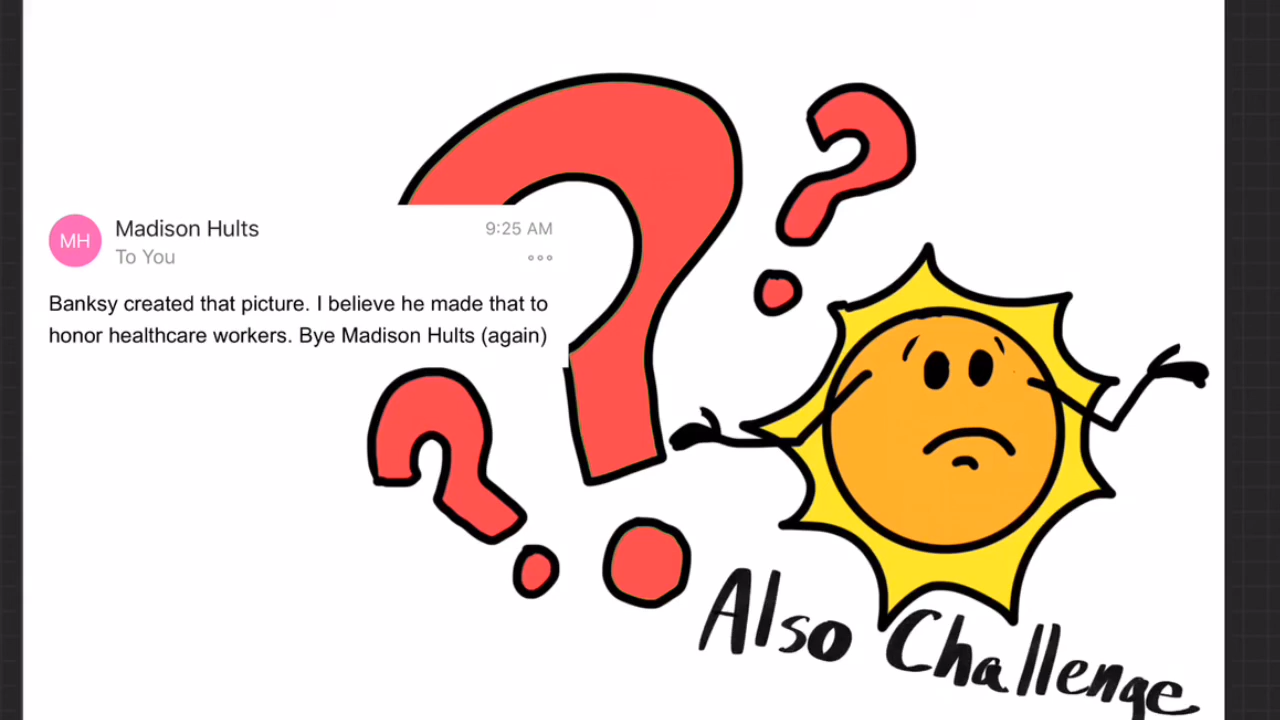 MH
Madison Hults
9:25 AM
To You
Banksy created that picture. I believe he made that to
honor healthcare workers. Bye Madison Hults (again)
Also Challenge